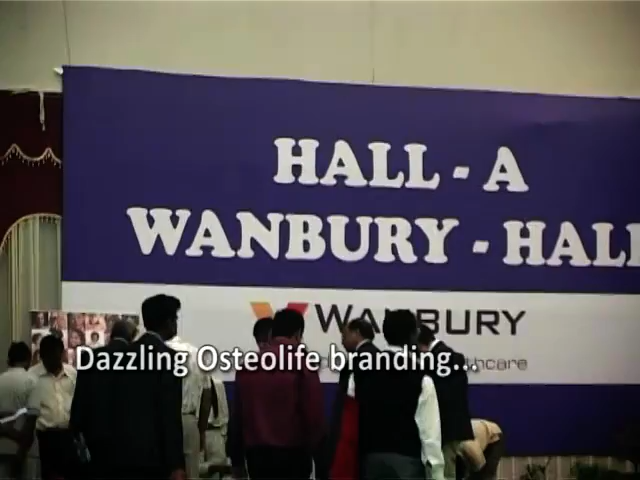 HALL - A
WANBURY - HAL
WANBURY
Dazzling Osteolife branding...